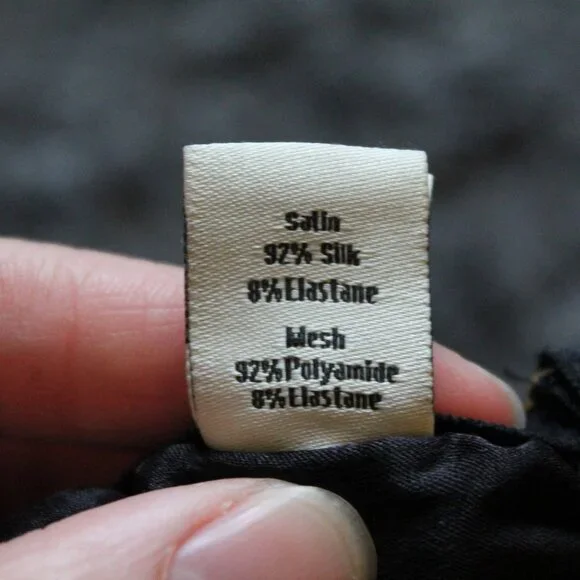 Satin
92% Silk
8% Elastane
Mesh
92% Polyamide
8% Elastane